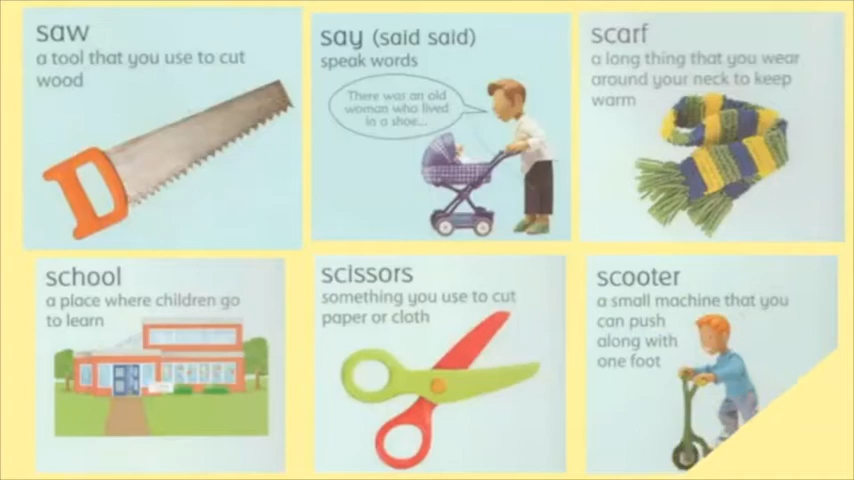 saw
a tool that you use to cut
wood
say (said said)
speak words
There was an old
woman who lived
in a shoe...
scarf
a long thing that you wear
around your neck to keep
warm
school
a place where children go
to learn
scissors
something you use to cut
paper or cloth
scooter
a small machine that you
can push
along with
one foot